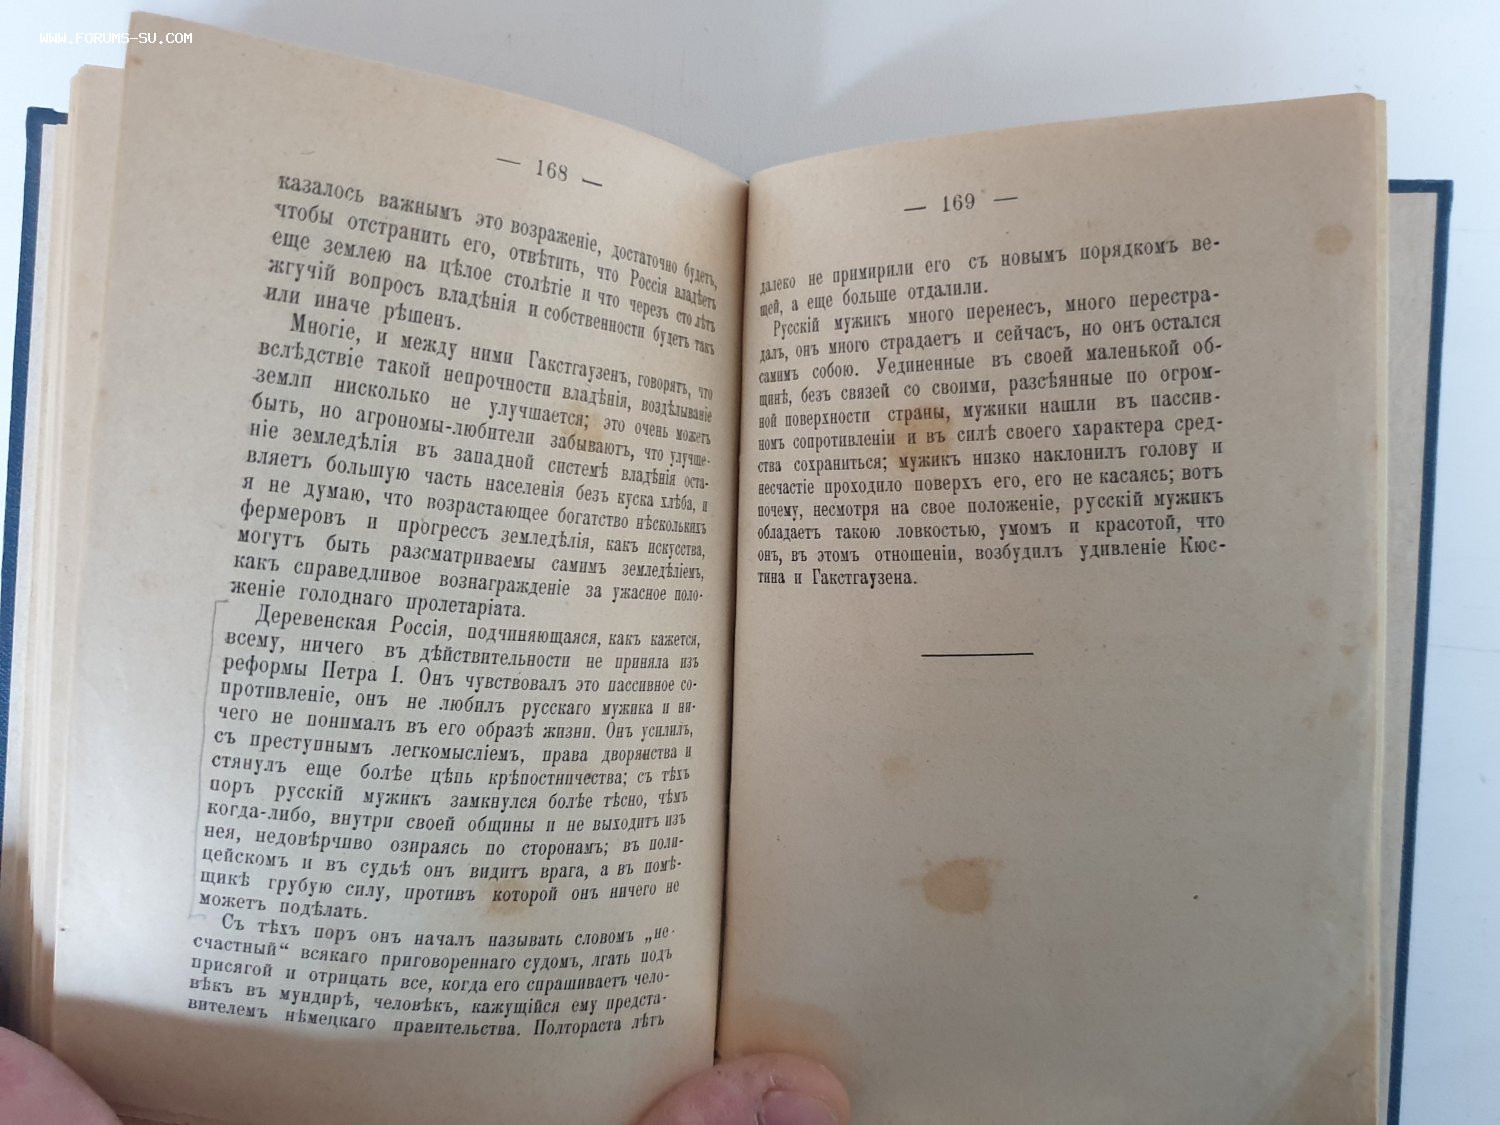 WWW.FORUMS-SU.COM
— 168 —
казалось важнымъ это возраженіе, достаточно будетъ,
чтобы отстранить его, отвѣтить, что Россія владѣетъ
еще землею на цѣлое столѣтіе и что черезъ сто лѣтъ
жгучій вопросъ владѣнія и собственности будетъ такъ
или иначе рѣшенъ.
Многіе, и между ними Гакстгаузенъ, говорятъ, что
вслѣдствіе такой непрочности владѣнія, воздѣлываніе
земли нисколько не улучшается; это очень можетъ
быть, но агрономы-любители забываютъ, что улучше-
ніе земледѣлія въ западной системѣ владѣнія оста-
вляетъ большую часть населенія безъ куска хлѣба, и
я не думаю, что возрастающее богатство нѣсколькихъ
фермеровъ и прогрессъ земледѣлія, какъ искусства,
могутъ быть разсматриваемы самимъ земледѣліемъ,
какъ справедливое вознагражденіе за ужасное поло-
женіе голоднаго пролетаріата.
Деревенская Россія, подчиняющаяся, какъ кажется,
всему, ничего въ дѣйствительности не приняла изъ
реформы Петра I. Онъ чувствовалъ это пассивное со-
противленіе, онъ не любилъ русскаго мужика и ни-
чего не понималъ въ его образѣ жизни. Онъ усилилъ,
съ преступнымъ легкомысліемъ, права дворянства и
стянулъ еще болѣе цѣпь крѣпостничества; съ тѣхъ
поръ русскій мужикъ замкнулся болѣе тѣсно, чѣмъ
когда-либо, внутри своей общины и не выходитъ изъ
нея, недовѣрчиво озираясь по сторонамъ; въ поли-
цейскомъ и въ судьѣ онъ видитъ врага, а въ помѣ-
щикѣ грубую силу, противъ которой онъ ничего не
можетъ подѣлать.
Съ тѣхъ поръ онъ началъ называть словомъ „не-
счастный“ всякаго приговореннаго судомъ, лгать подъ
присягой и отрицать все, когда его спрашиваетъ чело-
вѣкъ въ мундирѣ, человѣкъ, кажущійся ему предста-
вителемъ нѣмецкаго правительства. Полтораста лѣтъ
— 169 —
далеко не примирили его съ новымъ порядкомъ ве-
щей, а еще больше отдалили.
Русскій мужикъ много перенесъ, много перестра-
далъ, онъ много страдаетъ и сейчасъ, но онъ остался
самимъ собою. Уединенные въ своей маленькой об-
щинѣ, безъ связей со своими, разсѣянные по огром-
ной поверхности страны, мужики нашли въ пассив-
номъ сопротивленіи и въ силѣ своего характера сред-
ства сохраниться; мужикъ низко наклонилъ голову и
несчастіе проходило поверхъ его, его не касаясь; вотъ
почему, несмотря на свое положеніе, русскій мужикъ
обладаетъ такою ловкостью, умомъ и красотой, что
онъ, въ этомъ отношеніи, возбудилъ удивленіе Кюс-
тина и Гакстгаузена.